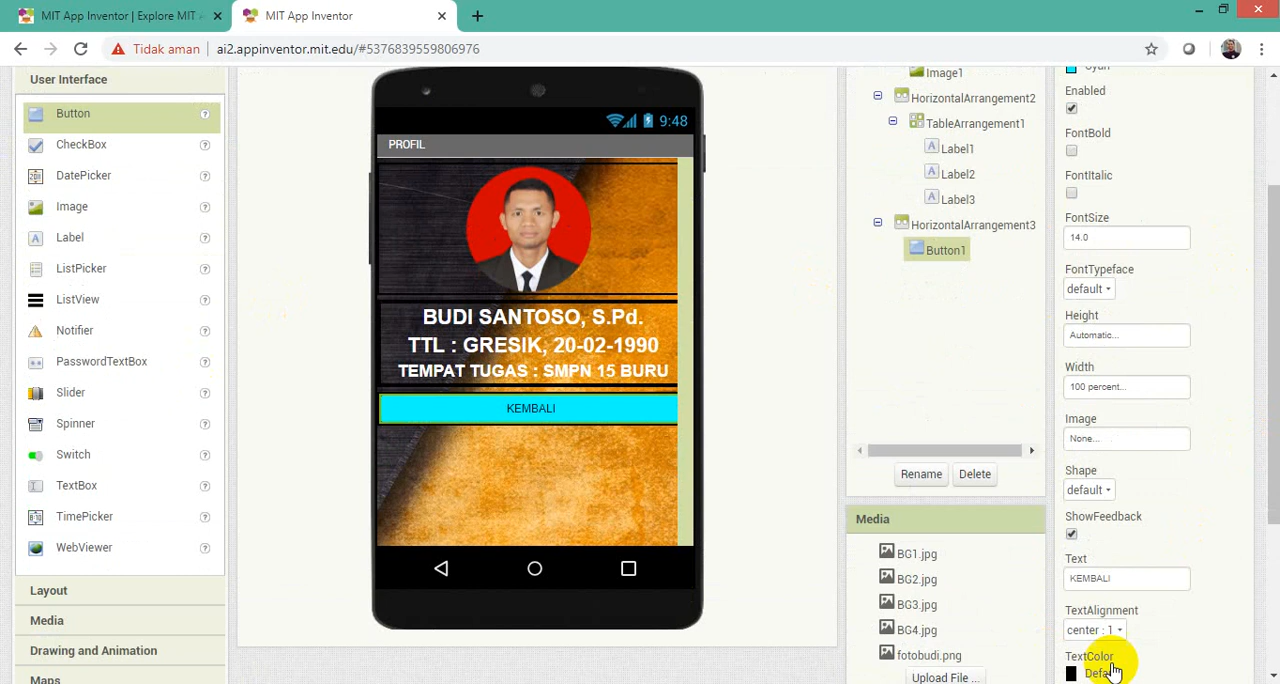 MIT App Inventor | Explore MIT
MIT App Inventor
Tidak aman
ai2.appinventor.mit.edu/#5376839559806976
User Interface
Button
CheckBox
DatePicker
Image
Label
ListPicker
ListView
Notifier
PasswordTextBox
Slider
Spinner
Switch
TextBox
TimePicker
WebViewer
Layout
Media
Drawing and Animation
Maps
9:48
PROFIL
BUDI SANTOSO, S.Pd.
TTL : GRESIK, 20-02-1990
TEMPAT TUGAS : SMPN 15 BURU
KEMBALI
Image1
HorizontalArrangement2
TableArrangement1
Label1
Label2
Label3
HorizontalArrangement3
Button1
Rename
Delete
Media
BG1.jpg
BG2.jpg
BG3.jpg
BG4.jpg
fotobudi.png
Upload File ...
Enabled
FontBold
FontItalic
FontSize
14.0
FontTypeface
default
Height
Automatic...
Width
100 percent...
Image
None...
Shape
default
ShowFeedback
Text
KEMBALI
TextAlignment
center : 1
TextColor